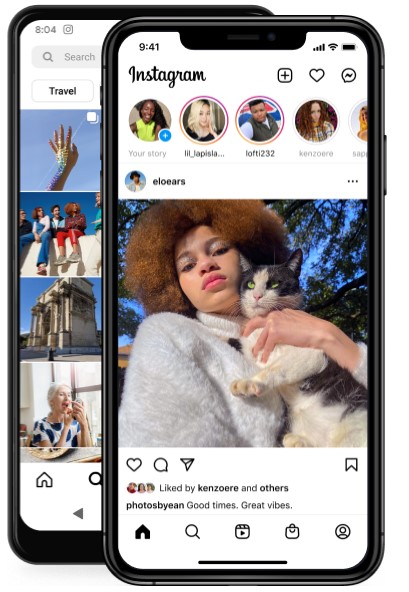 8:04
Search
Travel
9:41
Instagram
Your story
lil_lapisla...
lofti232
kenzoere
sapp
eloears
Liked by kenzoere and others
photosbyean Good times. Great vibes.